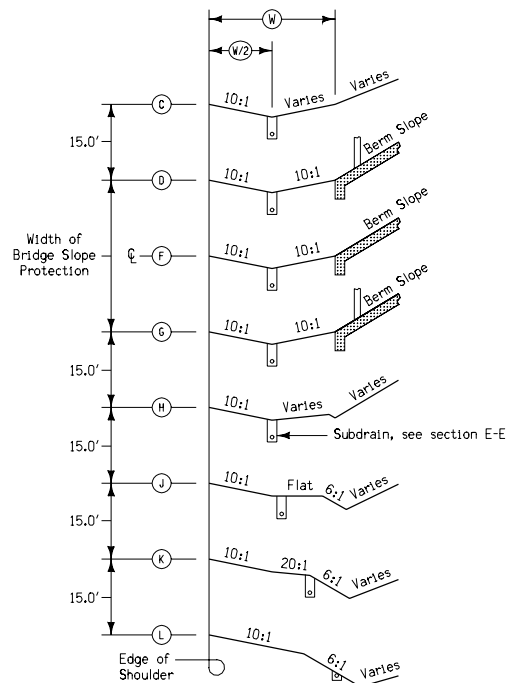 W
W/2
C 10:1 Varies Varies
15.0'
D 10:1 10:1 Berm Slope
Width of
Bridge Slope
Protection
℄ F 10:1 10:1 Berm Slope
G 10:1 10:1 Berm Slope
15.0'
H 10:1 Varies Varies
Subdrain, see section E-E
15.0'
J 10:1 Flat 6:1 Varies
15.0'
K 10:1 20:1 6:1 Varies
15.0'
L 10:1 6:1 Varies
Edge of
Shoulder